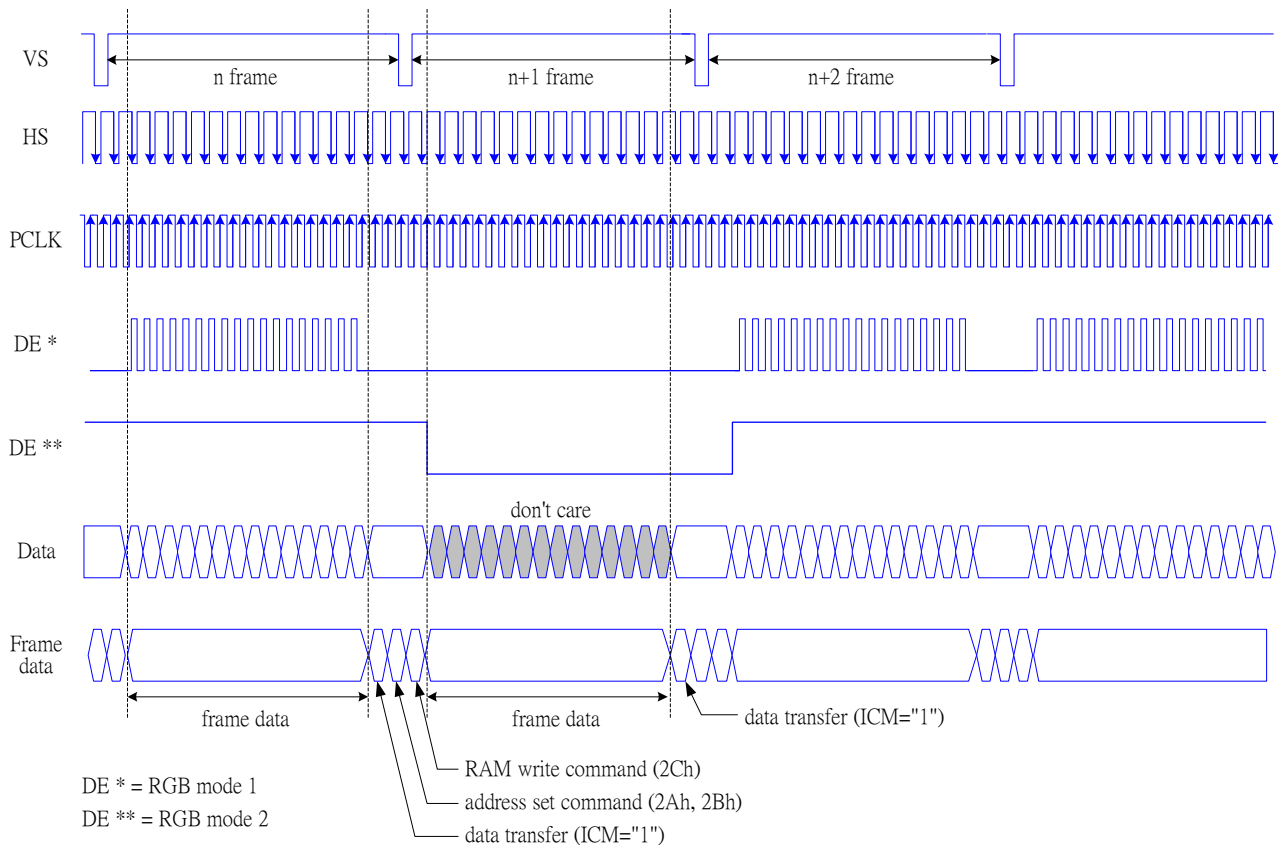 VS
n frame
n+1 frame
n+2 frame
HS
PCLK
DE *
DE **
don't care
Data
Frame
data
frame data
frame data
data transfer (ICM="1")
RAM write command (2Ch)
DE * = RGB mode 1
address set command (2Ah, 2Bh)
DE ** = RGB mode 2
data transfer (ICM="1")